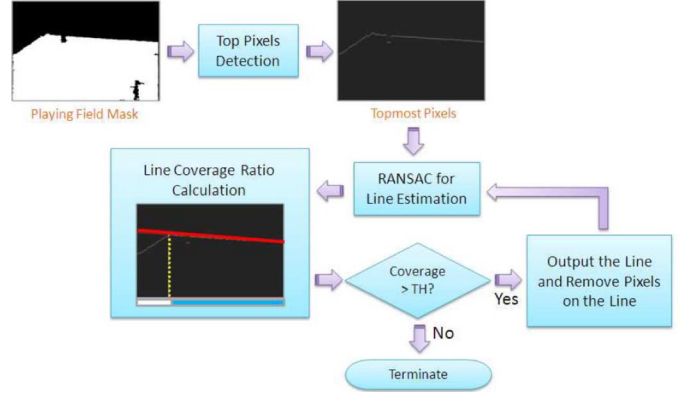 Top Pixels
Detection
Playing Field Mask
Topmost Pixels
Line Coverage Ratio
Calculation
RANSAC for
Line Estimation
Coverage
> TH?
Yes
Output the Line
and Remove Pixels
on the Line
No
Terminate